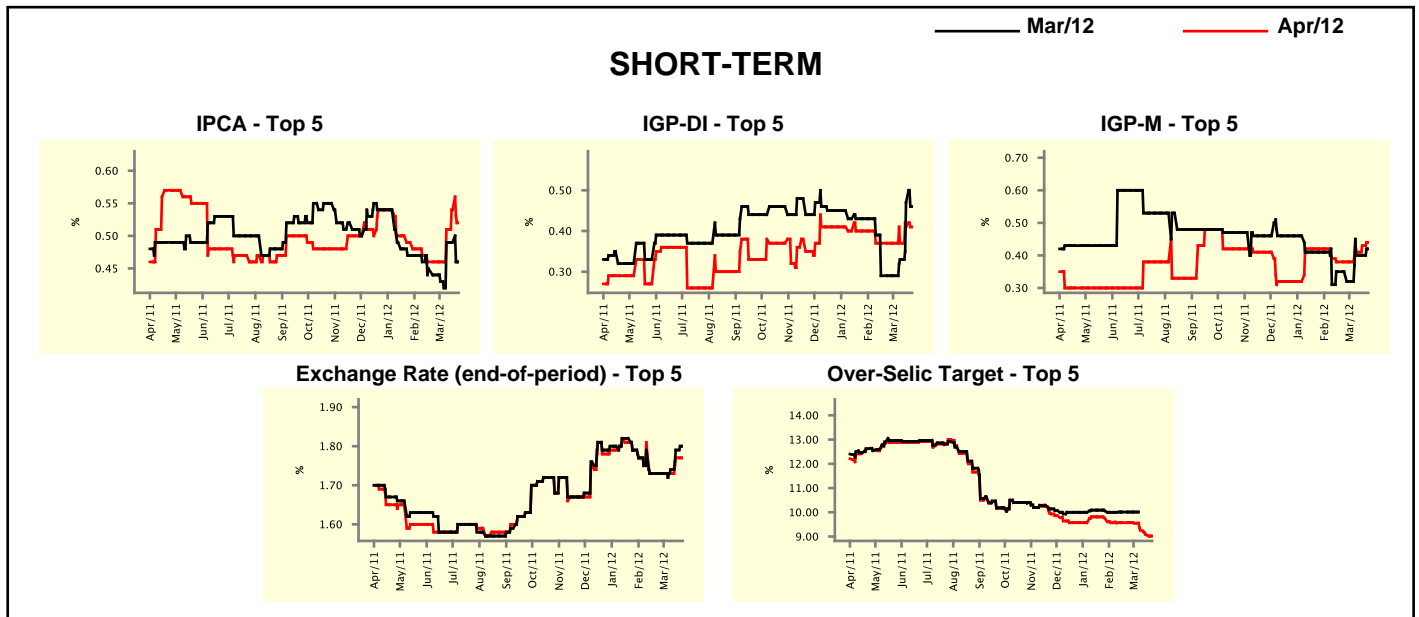 Mar/12 Apr/12
SHORT-TERM
IPCA - Top 5
0.60
0.50
0.45
%
Apr/11 May/11 Jun/11 Jul/11 Aug/11 Sep/11 Oct/11 Nov/11 Dec/11 Jan/12 Feb/12 Mar/12
IGP-DI - Top 5
0.50
0.40
0.30
%
Apr/11 May/11 Jun/11 Jul/11 Aug/11 Sep/11 Oct/11 Nov/11 Dec/11 Jan/12 Feb/12 Mar/12
IGP-M - Top 5
0.70
0.60
0.50
0.40
0.30
%
Apr/11 May/11 Jun/11 Jul/11 Aug/11 Sep/11 Oct/11 Nov/11 Dec/11 Jan/12 Feb/12 Mar/12
Exchange Rate (end-of-period) - Top 5
1.90
1.80
1.70
1.60
%
Apr/11 May/11 Jun/11 Jul/11 Aug/11 Sep/11 Oct/11 Nov/11 Dec/11 Jan/12 Feb/12 Mar/12
Over-Selic Target - Top 5
14.00
13.00
12.00
11.00
10.00
9.00
%
Apr/11 May/11 Jun/11 Jul/11 Aug/11 Sep/11 Oct/11 Nov/11 Dec/11 Jan/12 Feb/12 Mar/12